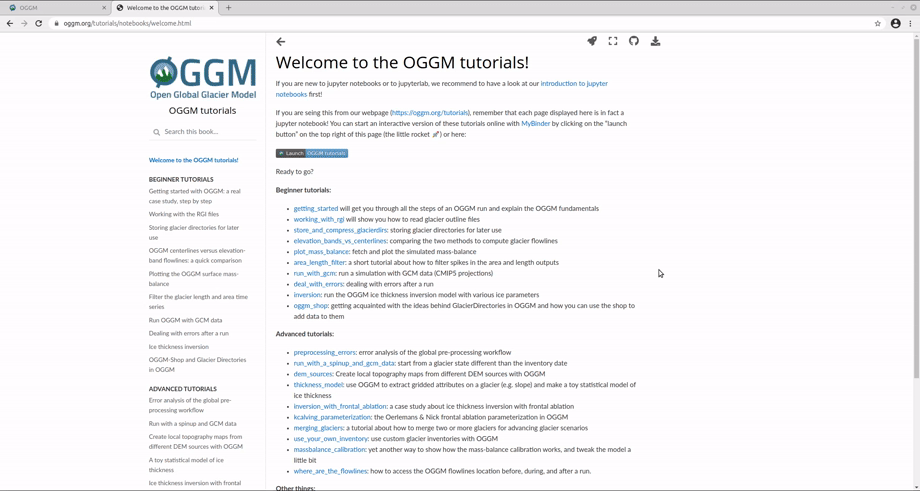 OGGM
Welcome to the OGGM tuto
oggm.org/tutorials/notebooks/welcome.html
OGGM
Open Global Glacier Model
OGGM tutorials
Search this book...
Welcome to the OGGM tutorials!
BEGINNER TUTORIALS
Getting started with OGGM: a real
case study, step by step
Working with the RGI files
Storing glacier directories for later
use
OGGM centerlines versus elevation-
band flowlines: a quick comparison
Plotting the OGGM surface mass-
balance
Filter the glacier length and area time
series
Run OGGM with GCM data
Dealing with errors after a run
Ice thickness inversion
OGGM-Shop and Glacier Directories
in OGGM
ADVANCED TUTORIALS
Error analysis of the global pre-
processing workflow
Run with a spinup and GCM data
Create local topography maps from
different DEM sources with OGGM
A toy statistical model of ice
thickness
Ice thickness inversion with frontal
Welcome to the OGGM tutorials!
If you are new to jupyter notebooks or to jupyterlab, we recommend to have a look at our introduction to jupyter
notebooks first!
If you are seing this from our webpage (https://oggm.org/tutorials), remember that each page displayed here is in fact a
jupyter notebook! You can start an interactive version of these tutorials online with MyBinder by clicking on the "launch
button" on the top right of this page (the little rocket 🚀) or here:
Launch OGGM tutorials
Ready to go?
Beginner tutorials:
getting_started will get you through all the steps of an OGGM run and explain the OGGM fundamentals
working_with_rgi will show you how to read glacier outline files
store_and_compress_glacierdirs: storing glacier directories for later use
elevation_bands_vs_centerlines: comparing the two methods to compute glacier flowlines
plot_mass_balance: fetch and plot the simulated mass-balance
area_length_filter: a short tutorial about how to filter spikes in the area and length outputs
run_with_gcm: run a simulation with GCM data (CMIP5 projections)
deal_with_errors: dealing with errors after a run
inversion: run the OGGM ice thickness inversion model with various ice parameters
oggm_shop: getting acquainted with the ideas behind GlacierDirectories in OGGM and how you can use the shop to
add data to them
Advanced tutorials:
preprocessing_errors: error analysis of the global pre-processing workflow
run_with_a_spinup_and_gcm_data: start from a glacier state different than the inventory date
dem_sources: Create local topography maps from different DEM sources with OGGM
thickness_model: use OGGM to extract gridded attributes on a glacier (e.g. slope) and make a toy statistical model of
ice thickness
inversion_with_frontal_ablation: a case study about ice thickness inversion with frontal ablation
kcalving_parameterization: the Oerlemans & Nick frontal ablation parameterization in OGGM
merging_glaciers: a tutorial about how to merge two or more glaciers for advancing glacier scenarios
use_your_own_inventory: use custom glacier inventories with OGGM
massbalance_calibration: yet another way to show how the mass-balance calibration works, and tweak the model a
little bit
where_are_the_flowlines: how to access the OGGM flowlines location before, during, and after a run.
Other things: